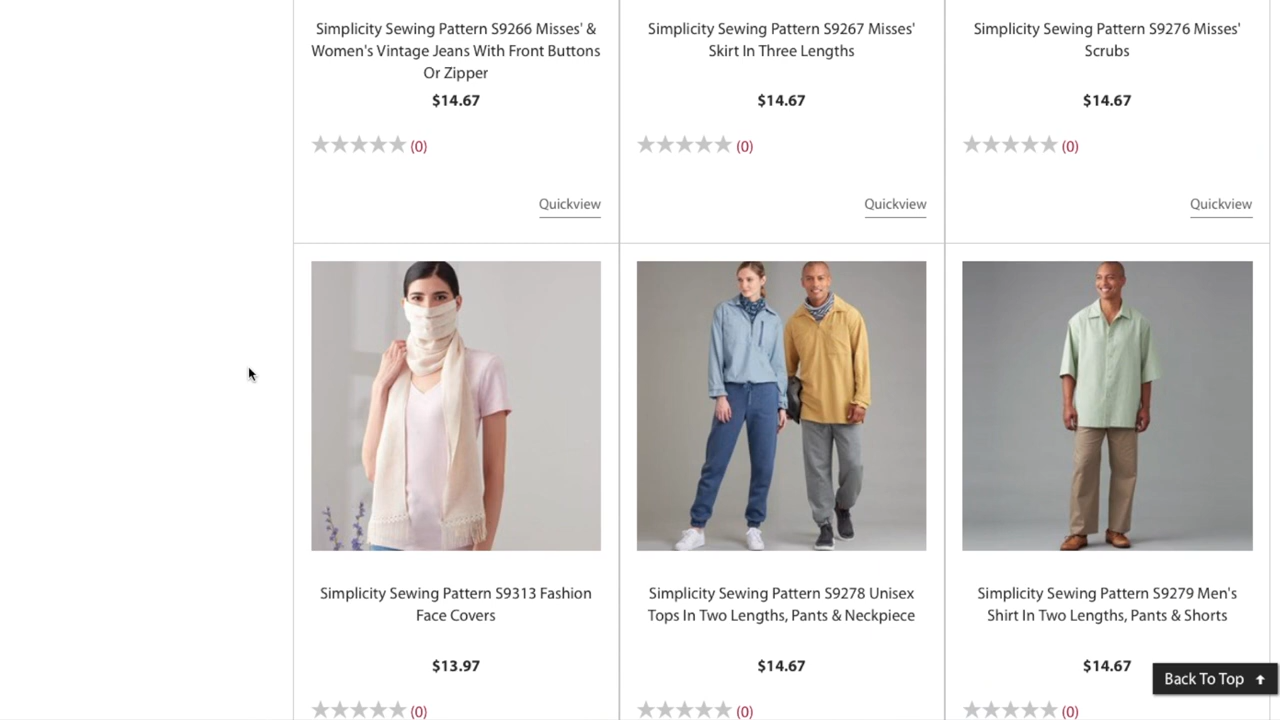 Simplicity Sewing Pattern S9266 Misses' &
Women's Vintage Jeans With Front Buttons
Or Zipper
$14.67
(0)
Quickview
Simplicity Sewing Pattern S9267 Misses'
Skirt In Three Lengths
$14.67
(0)
Quickview
Simplicity Sewing Pattern S9276 Misses'
Scrubs
$14.67
(0)
Quickview
Simplicity Sewing Pattern S9313 Fashion
Face Covers
$13.97
(0)
Simplicity Sewing Pattern S9278 Unisex
Tops In Two Lengths, Pants & Neckpiece
$14.67
(0)
Simplicity Sewing Pattern S9279 Men's
Shirt In Two Lengths, Pants & Shorts
$14.67
(0)
Back To Top